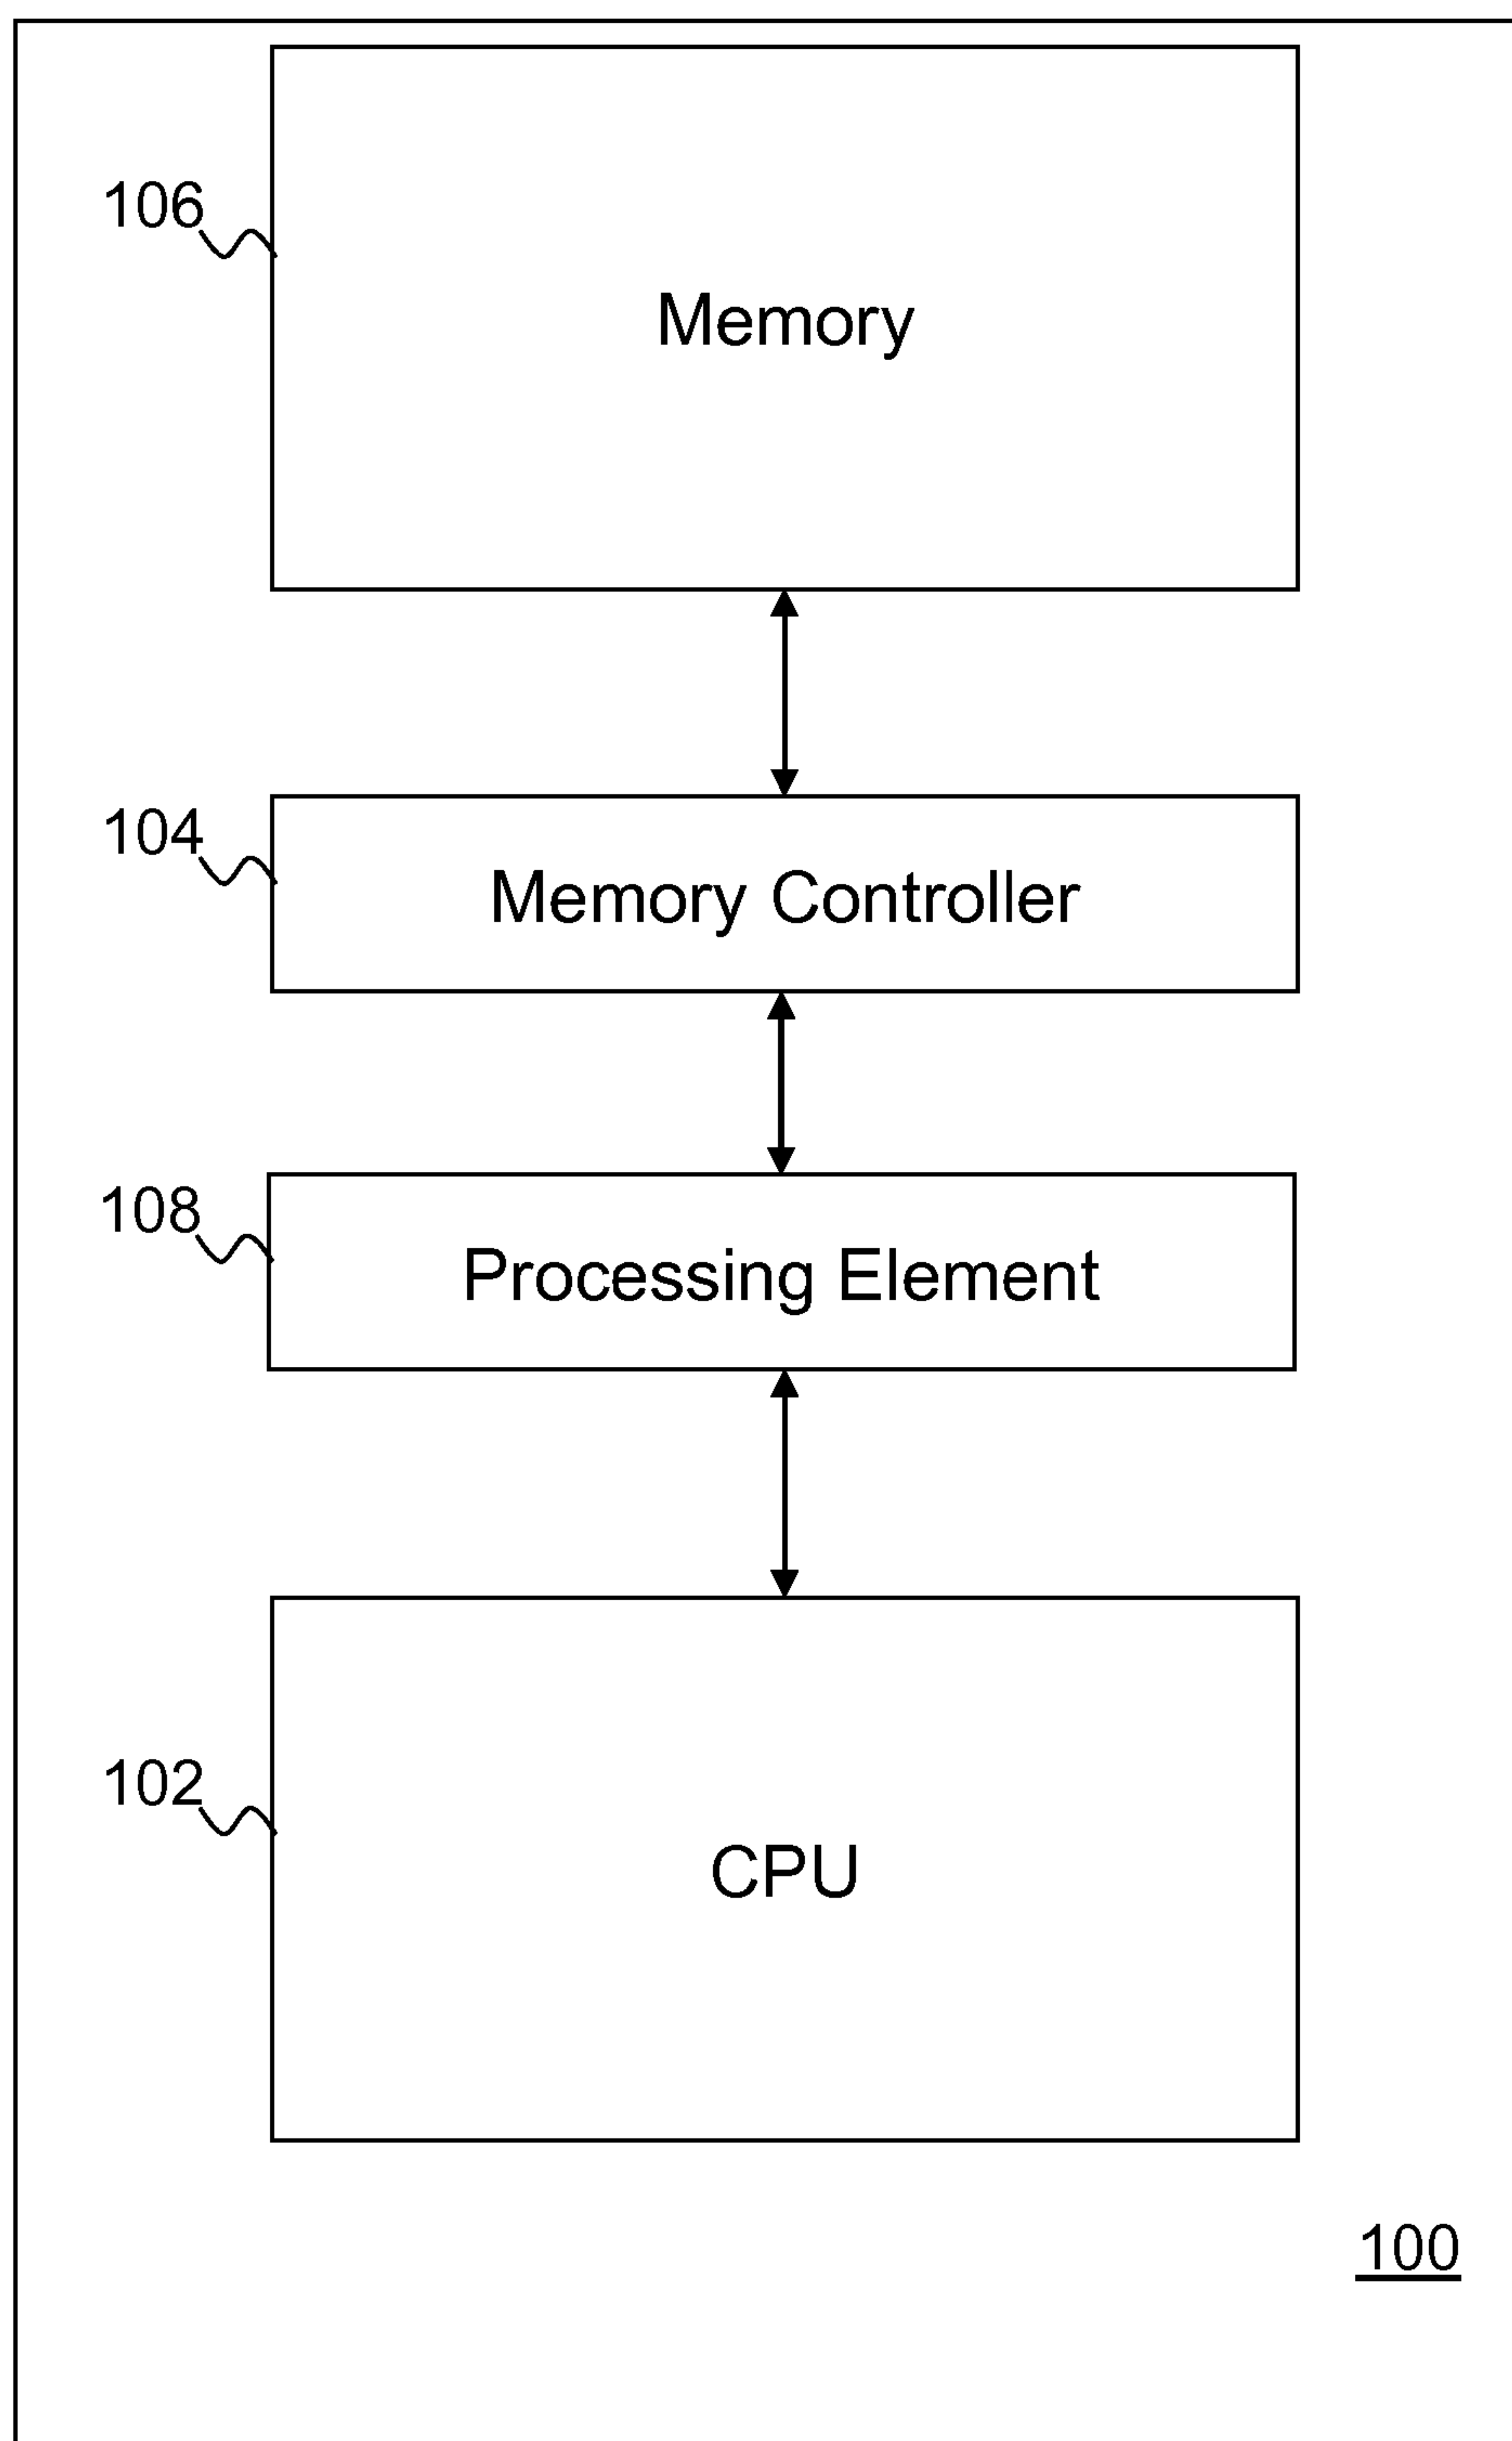 106
Memory
104
Memory Controller
108
Processing Element
102
CPU
100